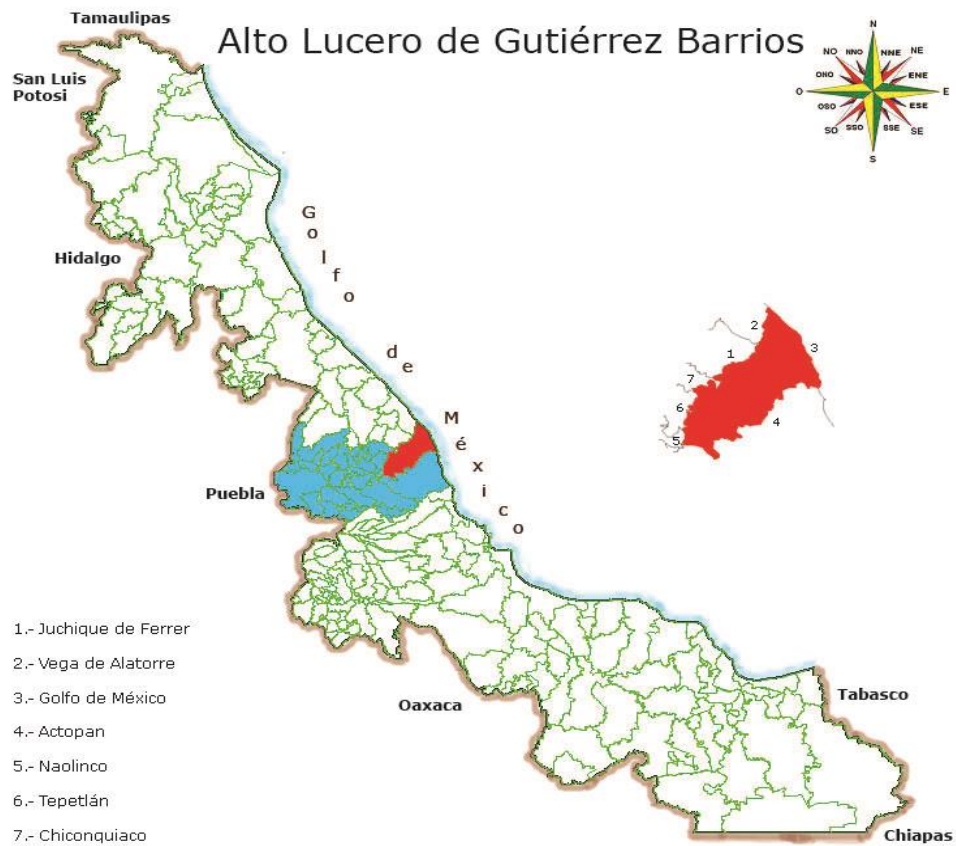 Tamaulipas
Alto Lucero de Gutiérrez Barrios
N
NNO
NNE
NO
NE
ONO
ENE
O
E
OSO
ESE
SO
SSO
SSE
SE
S
San Luis
Potosi
Hidalgo
Golfo de México
2
1
3
7
6
4
5
Puebla
1.- Juchique de Ferrer
2.- Vega de Alatorre
3.- Golfo de México
4.- Actopan
5.- Naolinco
6.- Tepetlán
7.- Chiconquiaco
Oaxaca
Tabasco
Chiapas